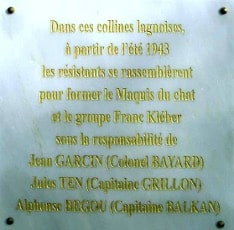 Dans ces collines lagnoises,
à partir de l'été 1943
les résistants se rassemblèrent
pour former le Maquis du chat
et le groupe Franc Kléber
sous la responsabilité de
Jean GARCIN (Colonel BAYARD)
Jules TEN (Capitaine GRILLON)
Alphonse BEGOU (Capitaine BALKAN)